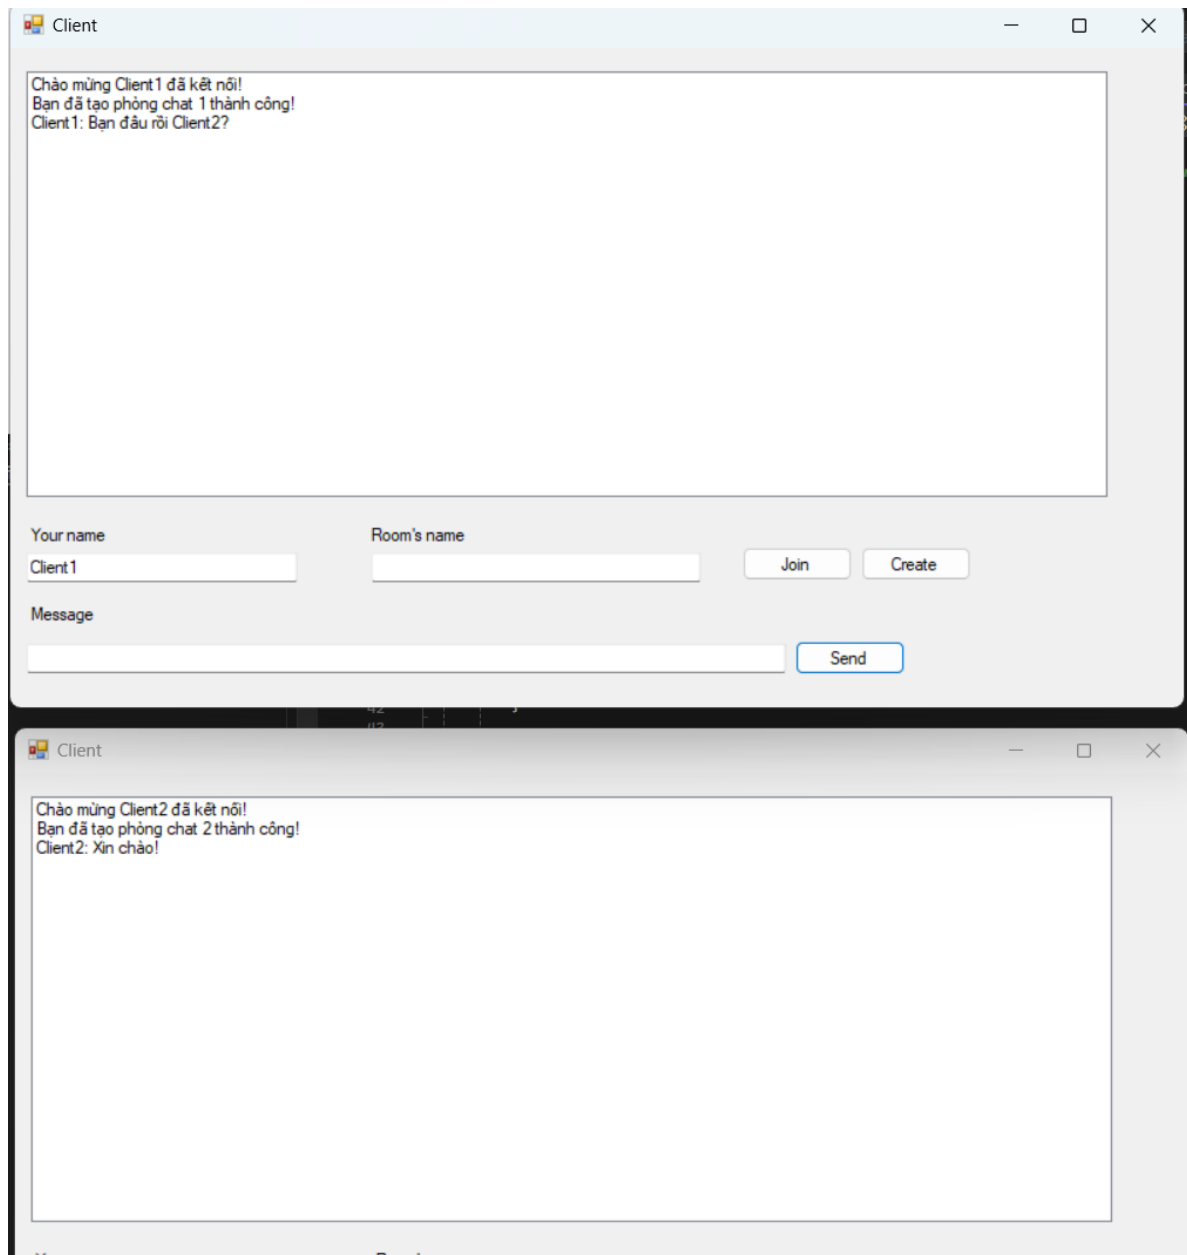 Client
Chào mừng Client1 đã kết nối!
Bạn đã tạo phòng chat 1 thành công!
Client1: Bạn đâu rồi Client2?
Your name
Room's name
Client1
Join
Create
Message
Send
42
Client
Chào mừng Client2 đã kết nối!
Bạn đã tạo phòng chat 2 thành công!
Client2: Xin chào!